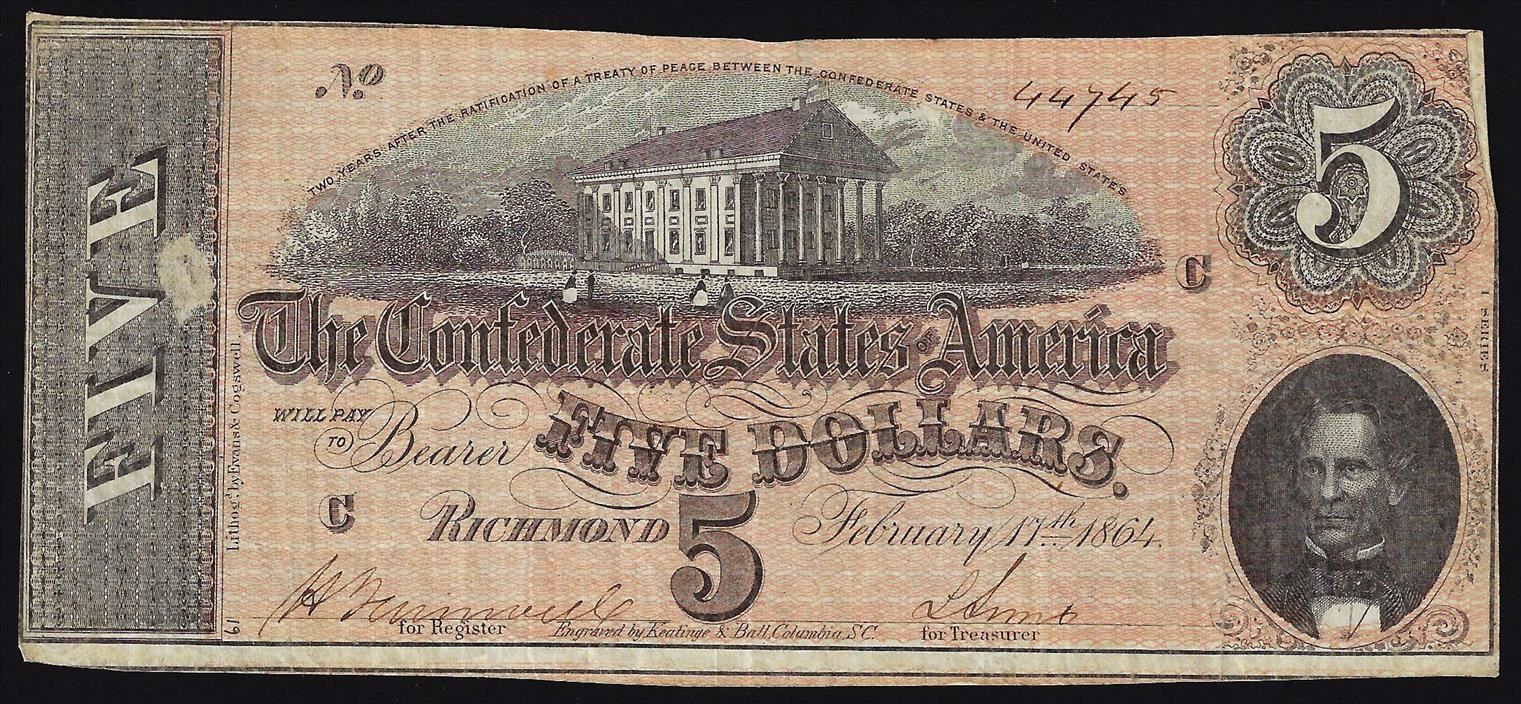 No
TWO YEARS AFTER THE RATIFICATION OF A TREATY OF PEACE BETWEEN THE CONFEDERATE STATES & THE UNITED STATES
44745
5
FIVE
C
The Confederate States OF America
SERIES
WILL PAY
TO
Bearer
FIVE DOLLARS.
Lithog'd by Evans & Cogswell.
C
RICHMOND
5
February 17th 1864.
61
for Register
Engraved by Keatinge & Ball, Columbia, S.C.
for Treasurer